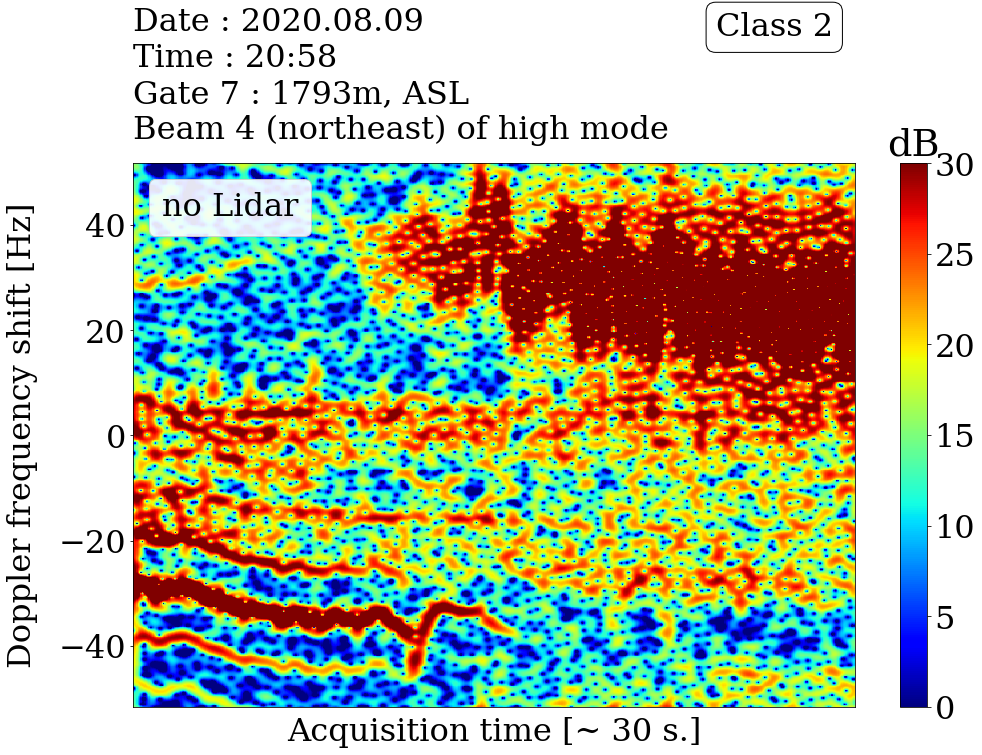 Date : 2020.08.09
Time : 20:58
Gate 7 : 1793m, ASL
Beam 4 (northeast) of high mode
Class 2
dB
no Lidar
Doppler frequency shift [Hz]
40
20
0
−20
−40
30
25
20
15
10
5
0
Acquisition time [~ 30 s.]